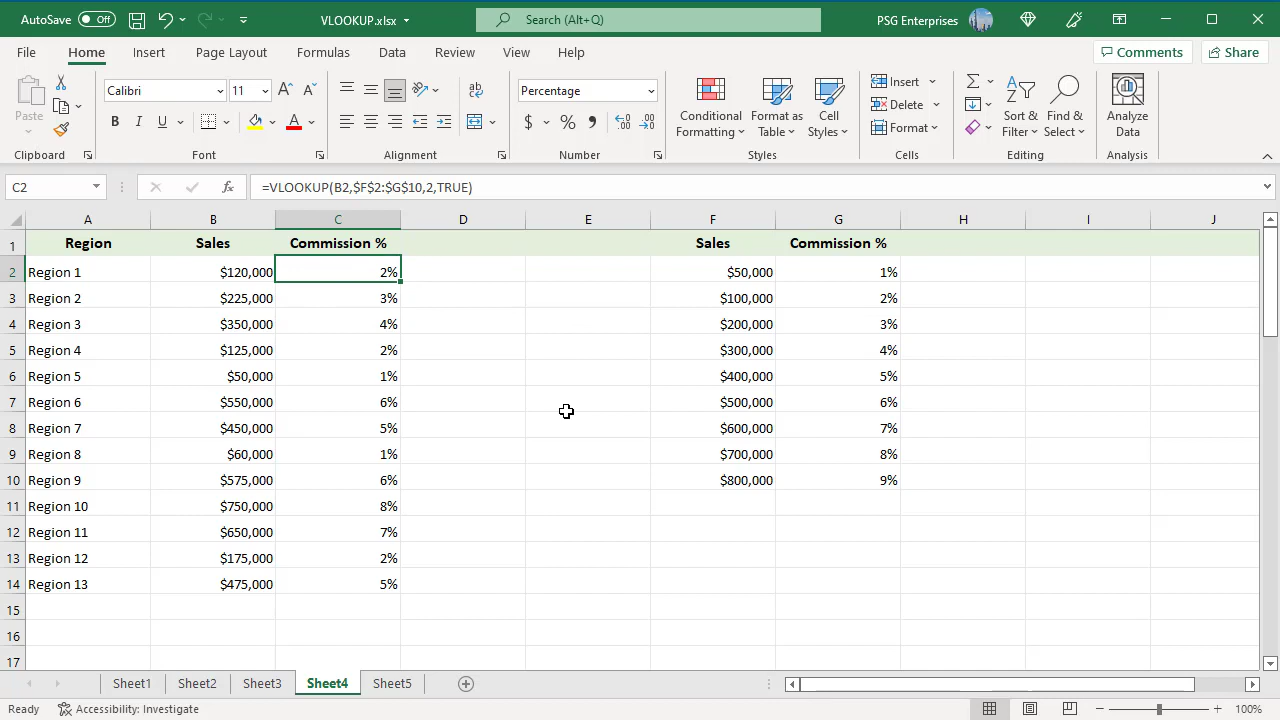 AutoSave Off VLOOKUP.xlsx Search (Alt+Q) PSG Enterprises
File Home Insert Page Layout Formulas Data Review View Help Comments Share
Paste Calibri 11 Percentage Conditional Formatting Format as Table Cell Styles Insert Delete Format Sort & Filter Find & Select Analyze Data
B I U A $ % 9
Clipboard Font Alignment Number Styles Cells Editing Analysis
C2 fx =VLOOKUP(B2,$F$2:$G$10,2,TRUE)
A B C D E F G H I J
1 Region Sales Commission % Sales Commission %
2 Region 1 $120,000 2% $50,000 1%
3 Region 2 $225,000 3% $100,000 2%
4 Region 3 $350,000 4% $200,000 3%
5 Region 4 $125,000 2% $300,000 4%
6 Region 5 $50,000 1% $400,000 5%
7 Region 6 $550,000 6% $500,000 6%
8 Region 7 $450,000 5% $600,000 7%
9 Region 8 $60,000 1% $700,000 8%
10 Region 9 $575,000 6% $800,000 9%
11 Region 10 $750,000 8%
12 Region 11 $650,000 7%
13 Region 12 $175,000 2%
14 Region 13 $475,000 5%
15
16
17
Sheet1 Sheet2 Sheet3 Sheet4 Sheet5
Ready Accessibility: Investigate 100%